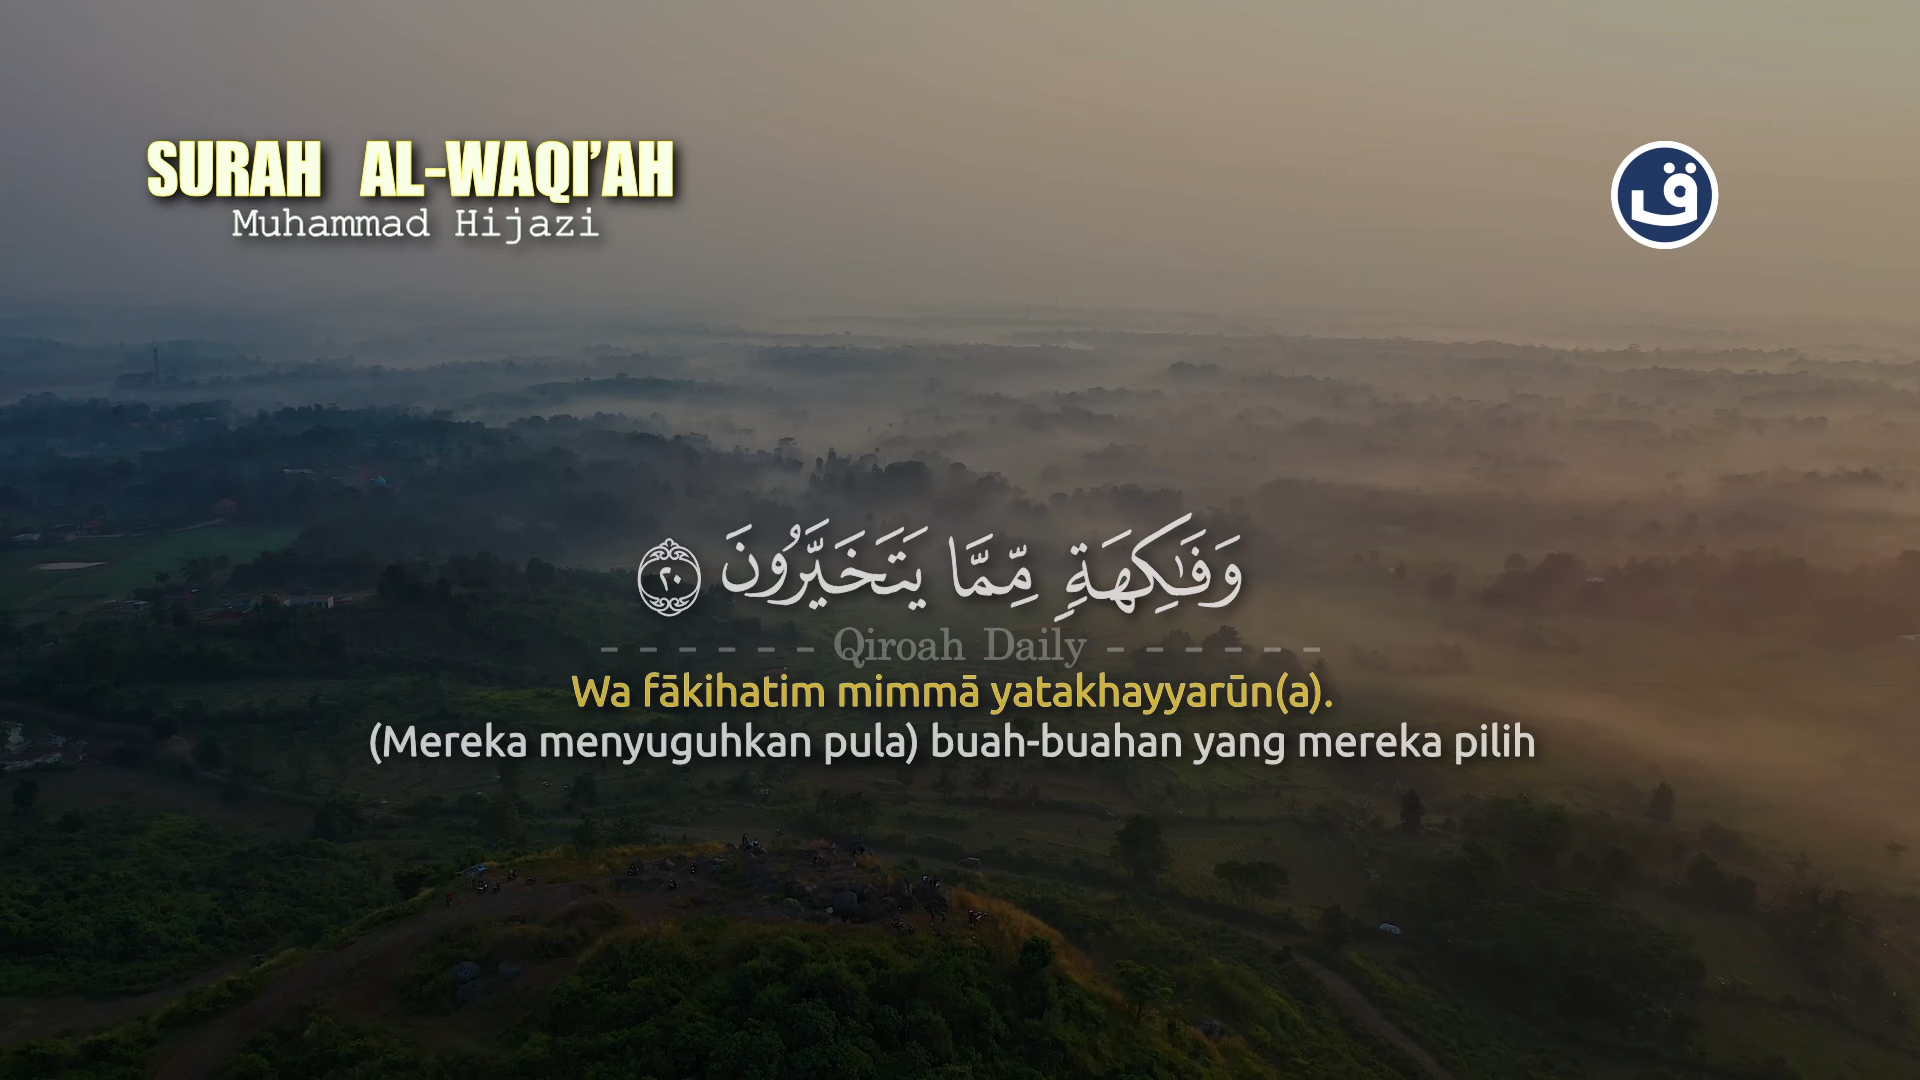 SURAH AL-WAQI'AH
Muhammad Hijazi
ق
وَفَاكِهَةٍ مِّمَّا يَتَخَيَّرُونَ ٢٠
- - - - - - Qiroah Daily - - - - - -
Wa fākihatim mimmā yatakhayyarūn(a).
(Mereka menyuguhkan pula) buah-buahan yang mereka pilih